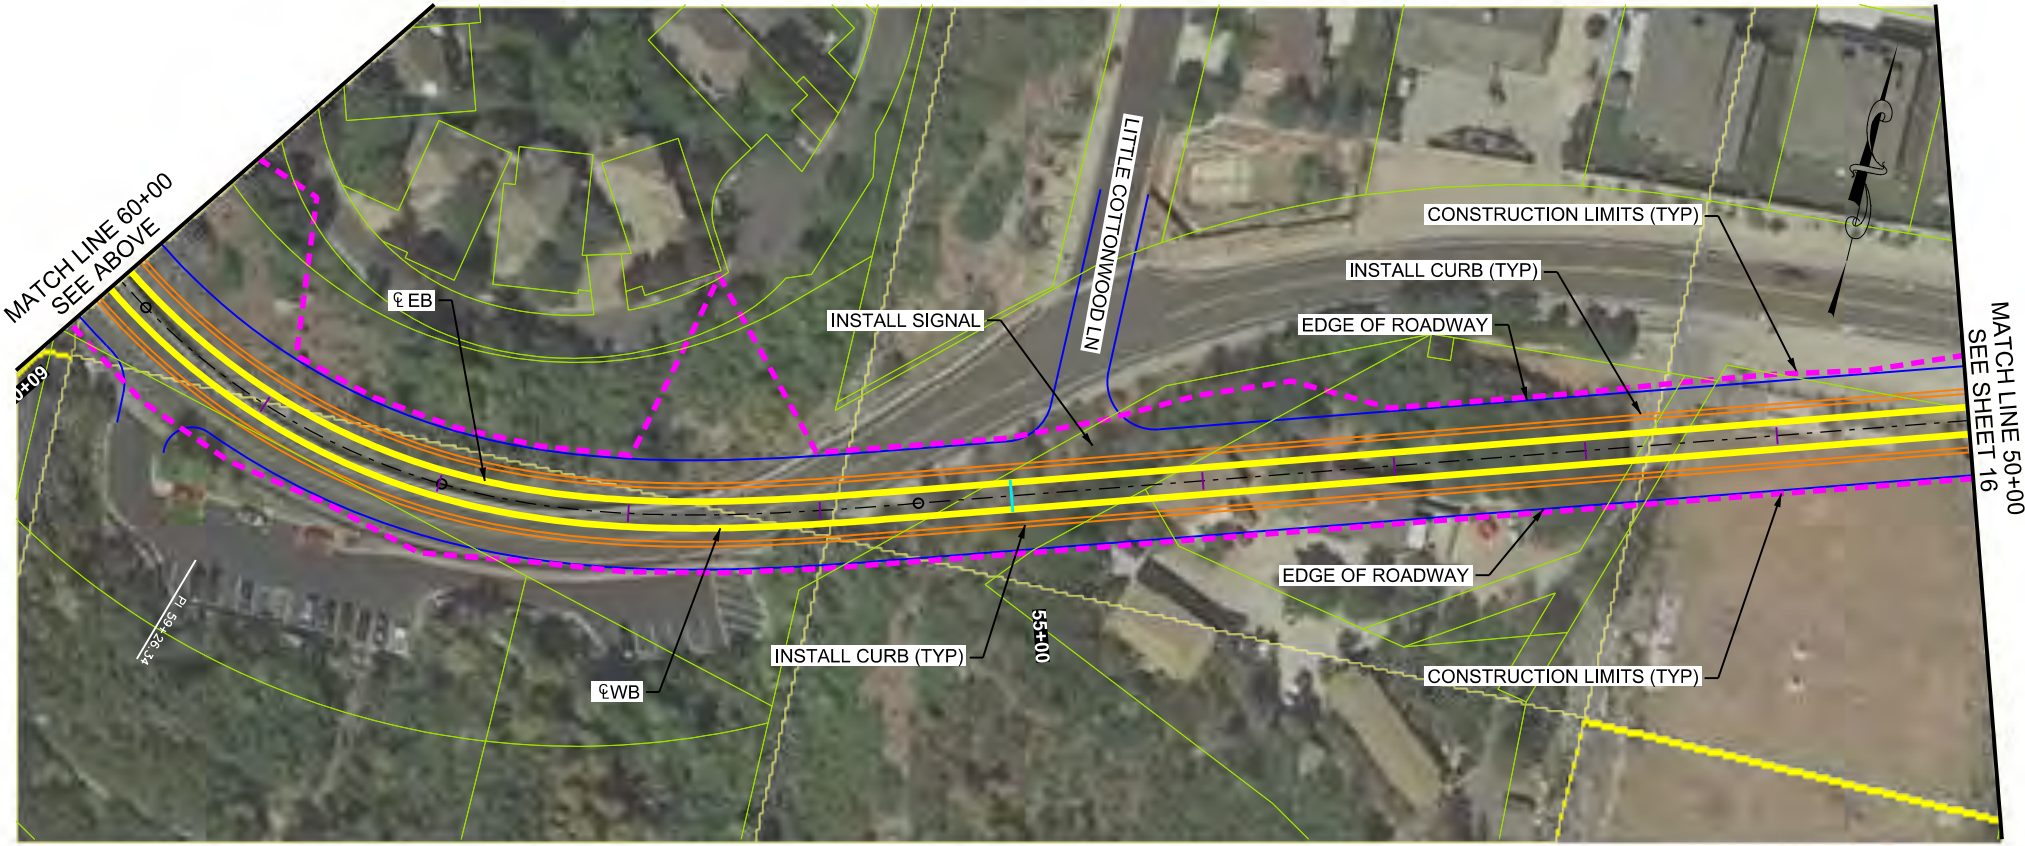 MATCH LINE 60+00
SEE ABOVE
℄ EB
INSTALL SIGNAL
LITTLE COTTONWOOD LN
CONSTRUCTION LIMITS (TYP)
INSTALL CURB (TYP)
EDGE OF ROADWAY
MATCH LINE 50+00
SEE SHEET 16
PI 59+26.34
℄ WB
INSTALL CURB (TYP)
55+00
EDGE OF ROADWAY
CONSTRUCTION LIMITS (TYP)